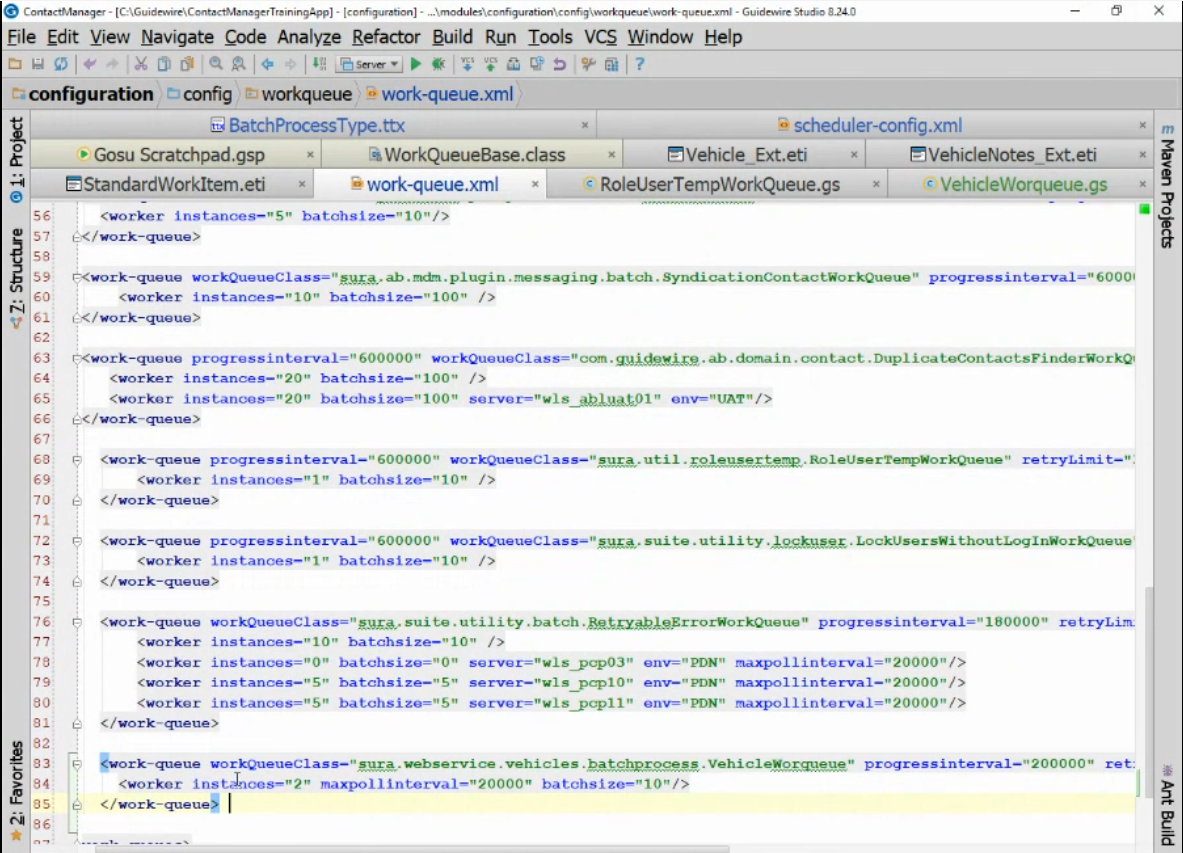 ContactManager - [C:\Guidewire\ContactManagerTrainingApp] - [configuration] - ...\modules\configuration\config\workqueue\work-queue.xml - Guidewire Studio 8.24.0
File Edit View Navigate Code Analyze Refactor Build Run Tools VCS Window Help
Server
configuration config workqueue work-queue.xml
BatchProcessType.ttx scheduler-config.xml
Gosu Scratchpad.gsp WorkQueueBase.class Vehicle_Ext.eti VehicleNotes_Ext.eti
StandardWorkItem.eti work-queue.xml RoleUserTempWorkQueue.gs VehicleWorqueue.gs
1: Project
7: Structure
2: Favorites
m Maven Projects
Ant Build
56 <worker instances="5" batchsize="10"/>
57 </work-queue>
58
59 <work-queue workQueueClass="sura.ab.mdm.plugin.messaging.batch.SyndicationContactWorkQueue" progressinterval="6000
60 <worker instances="10" batchsize="100" />
61 </work-queue>
62
63 <work-queue progressinterval="600000" workQueueClass="com.guidewire.ab.domain.contact.DuplicateContactsFinderWorkQ
64 <worker instances="20" batchsize="100" />
65 <worker instances="20" batchsize="100" server="wls_abluat01" env="UAT"/>
66 </work-queue>
67
68 <work-queue progressinterval="600000" workQueueClass="sura.util.roleusertemp.RoleUserTempWorkQueue" retryLimit="
69 <worker instances="1" batchsize="10" />
70 </work-queue>
71
72 <work-queue progressinterval="600000" workQueueClass="sura.suite.utility.lockuser.LockUsersWithoutLogInWorkQueue"
73 <worker instances="1" batchsize="10" />
74 </work-queue>
75
76 <work-queue workQueueClass="sura.suite.utility.batch.RetryableErrorWorkQueue" progressinterval="180000" retryLim
77 <worker instances="10" batchsize="10" />
78 <worker instances="0" batchsize="0" server="wls_pcp03" env="PDN" maxpollinterval="20000"/>
79 <worker instances="5" batchsize="5" server="wls_pcp10" env="PDN" maxpollinterval="20000"/>
80 <worker instances="5" batchsize="5" server="wls_pcp11" env="PDN" maxpollinterval="20000"/>
81 </work-queue>
82
83 <work-queue workQueueClass="sura.webservice.vehicles.batchprocess.VehicleWorqueue" progressinterval="200000" ret
84 <worker instances="2" maxpollinterval="20000" batchsize="10"/>
85 </work-queue>
86